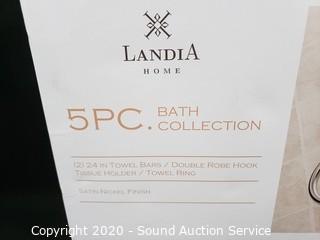 LANDIA
HOME
5PC. BATH
COLLECTION
(2) 24 IN TOWEL BARS / DOUBLE ROBE HOOK
TISSUE HOLDER / TOWEL RING
SATIN NICKEL FINISH
Copyright 2020 - Sound Auction Service